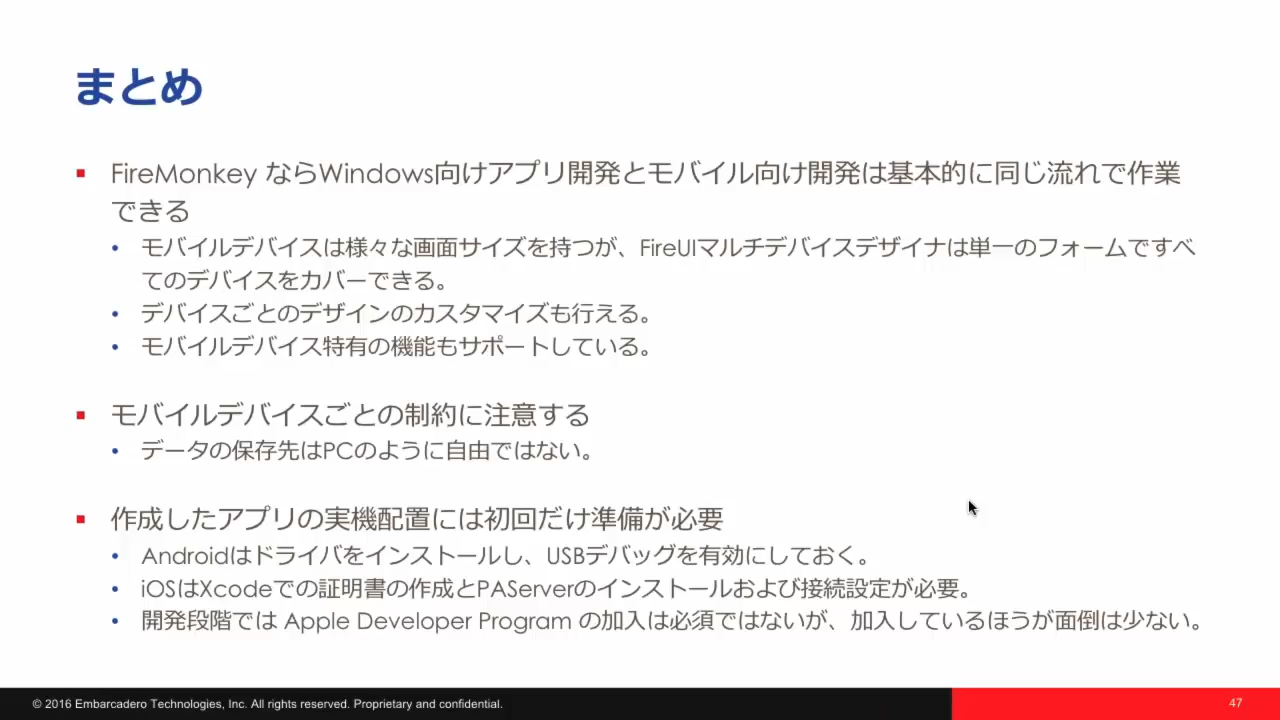 まとめ
FireMonkey ならWindows向けアプリ開発とモバイル向け開発は基本的に同じ流れで作業
できる
モバイルデバイスは様々な画面サイズを持つが、FireUIマルチデバイスデザイナは単一のフォームですべ
てのデバイスをカバーできる。
デバイスごとのデザインのカスタマイズも行える。
モバイルデバイス特有の機能もサポートしている。
モバイルデバイスごとの制約に注意する
データの保存先はPCのように自由ではない。
作成したアプリの実機配置には初回だけ準備が必要
Androidはドライバをインストールし、USBデバッグを有効にしておく。
iOSはXcodeでの証明書の作成とPAServerのインストールおよび接続設定が必要。
開発段階では Apple Developer Program の加入は必須ではないが、加入しているほうが面倒は少ない。
© 2016 Embarcadero Technologies, Inc. All rights reserved. Proprietary and confidential.
47